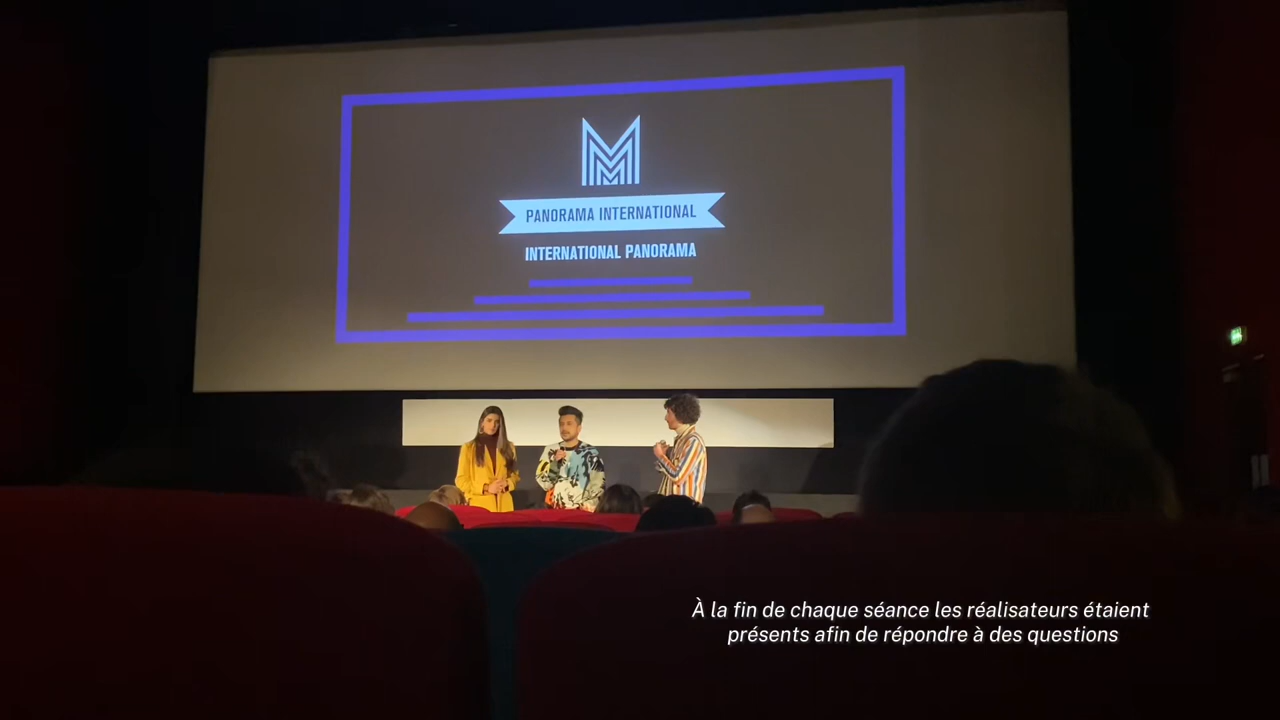 M
PANORAMA INTERNATIONAL
INTERNATIONAL PANORAMA
À la fin de chaque séance les réalisateurs étaient
présents afin de répondre à des questions